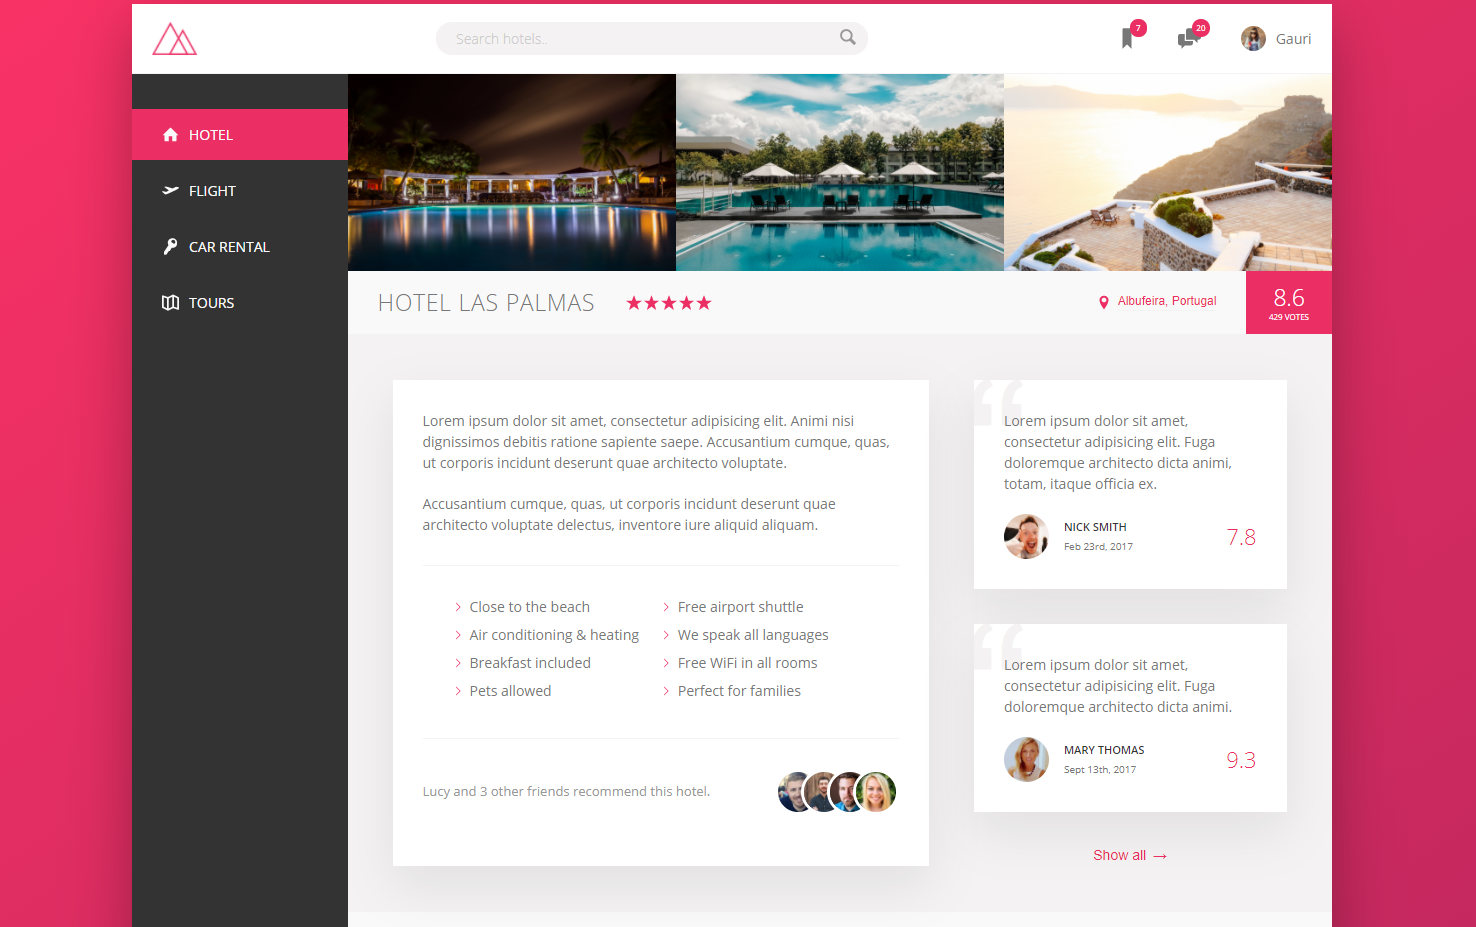 Search hotels..
7
20
Gauri
HOTEL
FLIGHT
CAR RENTAL
TOURS
HOTEL LAS PALMAS
Albufeira, Portugal
8.6
429 VOTES
Lorem ipsum dolor sit amet, consectetur adipisicing elit. Animi nisi
dignissimos debitis ratione sapiente saepe. Accusantium cumque, quas,
ut corporis incidunt deserunt quae architecto voluptate.
Accusantium cumque, quas, ut corporis incidunt deserunt quae
architecto voluptate delectus, inventore iure aliquid aliquam.
Close to the beach
Air conditioning & heating
Breakfast included
Pets allowed
Free airport shuttle
We speak all languages
Free WiFi in all rooms
Perfect for families
Lucy and 3 other friends recommend this hotel.
“
Lorem ipsum dolor sit amet,
consectetur adipisicing elit. Fuga
doloremque architecto dicta animi,
totam, itaque officia ex.
NICK SMITH
Feb 23rd, 2017
7.8
“
Lorem ipsum dolor sit amet,
consectetur adipisicing elit. Fuga
doloremque architecto dicta animi.
MARY THOMAS
Sept 13th, 2017
9.3
Show all →